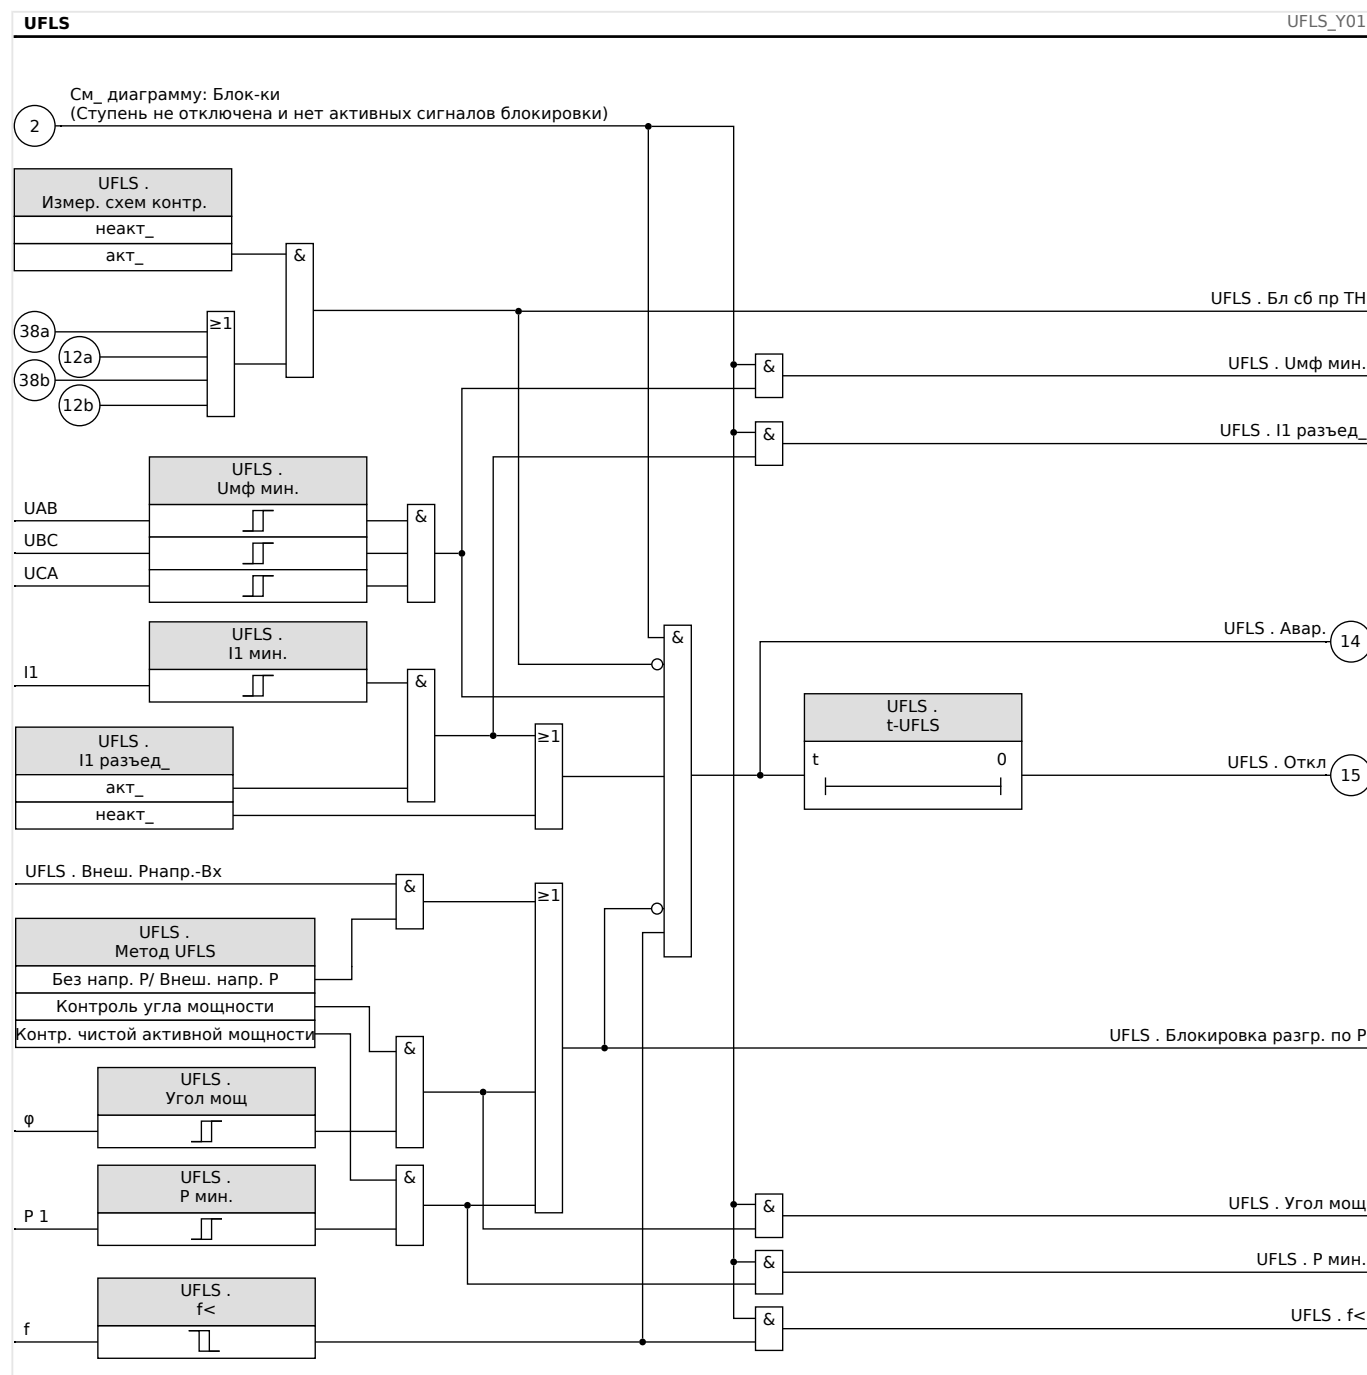 UFLS
UFLS_Y01
См_ диаграмму: Блок-ки
(Ступень не отключена и нет активных сигналов блокировки)
2
UFLS .
Измер. схем контр.
неакт_
акт_
&
UFLS . Бл сб пр ТН
38a
≥1
12a
38b
12b
&
UFLS . Uмф мин.
&
UFLS . I1 разъед_
UFLS .
Uмф мин.
UAB
UBC
UCA
&
UFLS .
I1 мин.
I1
&
&
UFLS . Авар.
14
UFLS .
t-UFLS
t
0
UFLS . Откл
15
UFLS .
I1 разъед_
акт_
неакт_
≥1
UFLS . Внеш. Pнапр.-Вх
&
≥1
UFLS .
Метод UFLS
Без напр. P/ Внеш. напр. P
Контроль угла мощности
Контр. чистой активной мощности
&
UFLS . Блокировка разгр. по P
UFLS .
Угол мощ
φ
UFLS .
P мин.
P 1
&
&
UFLS . Угол мощ
&
UFLS . P мин.
UFLS .
f<
f
&
UFLS . f<